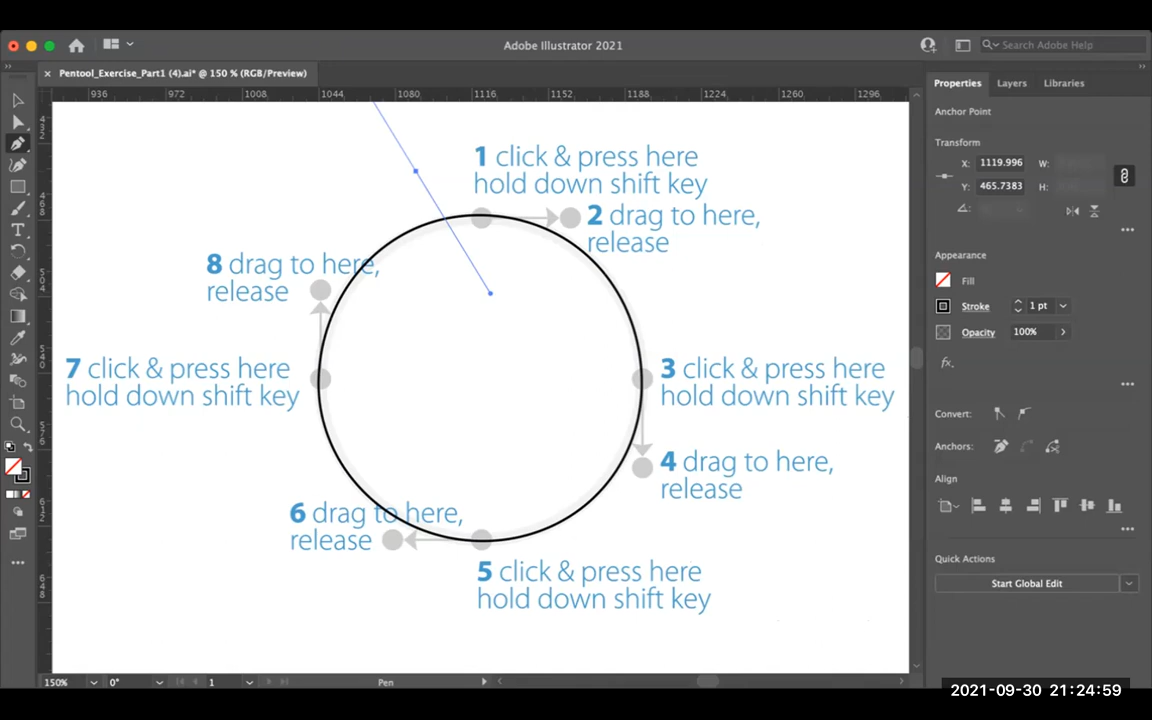 Adobe Illustrator 2021
Search Adobe Help
Pentool_Exercise_Part1 (4).ai* @ 150 % (RGB/Preview)
936 972 1008 1044 1080 1116 1152 1188 1224 1260 1296
Properties Layers Libraries
Anchor Point
Transform
X: 1119.996 W:
Y: 465.7383 H:
Appearance
Fill
Stroke 1 pt
Opacity 100%
fx.
Convert:
Anchors:
Align
Quick Actions
Start Global Edit
1 click & press here
hold down shift key
2 drag to here,
release
8 drag to here,
release
7 click & press here
hold down shift key
3 click & press here
hold down shift key
4 drag to here,
release
6 drag to here,
release
5 click & press here
hold down shift key
150% 0° 1 Pen
2021-09-30 21:24:59